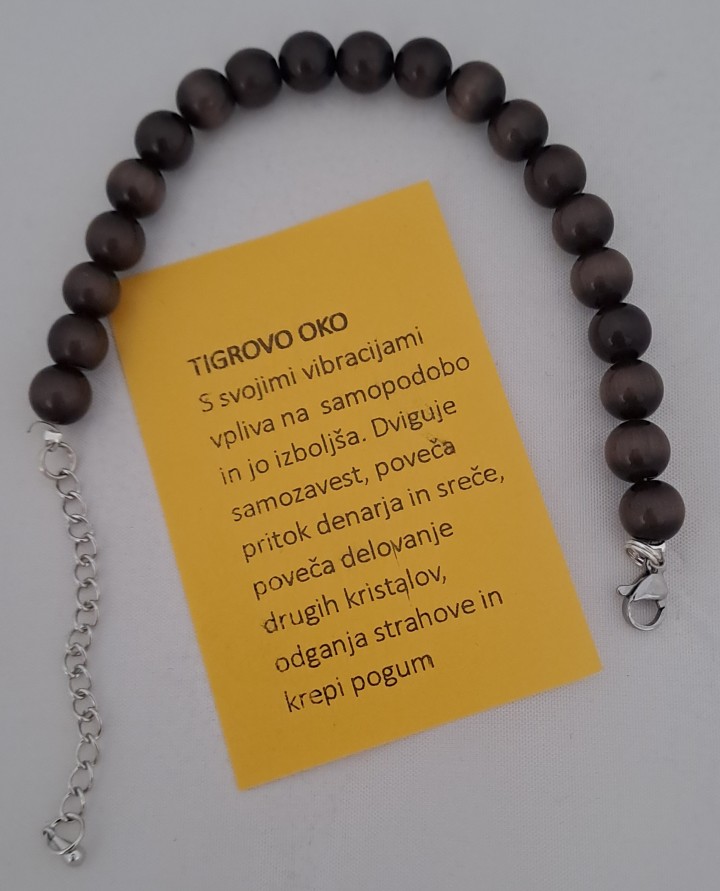 TIGROVO OKO
S svojimi vibracijami
vpliva na samopodobo
in jo izboljša. Dviguje
samozavest, poveča
pritok denarja in sreče,
poveča delovanje
drugih kristalov,
odganja strahove in
krepi pogum